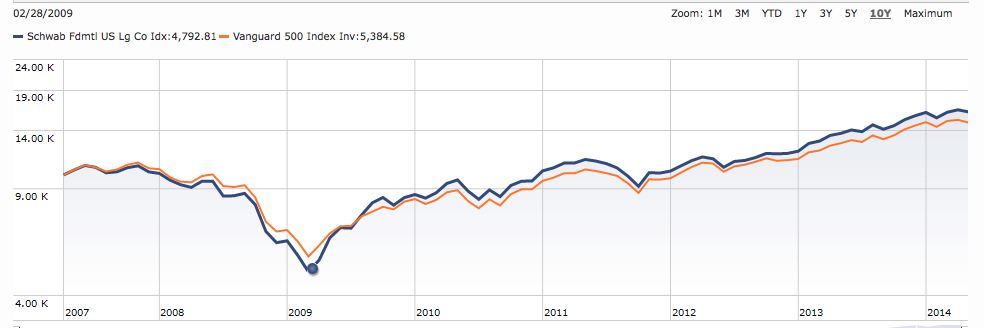 02/28/2009 Zoom: 1M 3M YTD 1Y 3Y 5Y 10Y Maximum
Schwab Fdmtl US Lg Co Idx:4,792.81 Vanguard 500 Index Inv:5,384.58
24.00 K
19.00 K
14.00 K
9.00 K
4.00 K
2007 2008 2009 2010 2011 2012 2013 2014